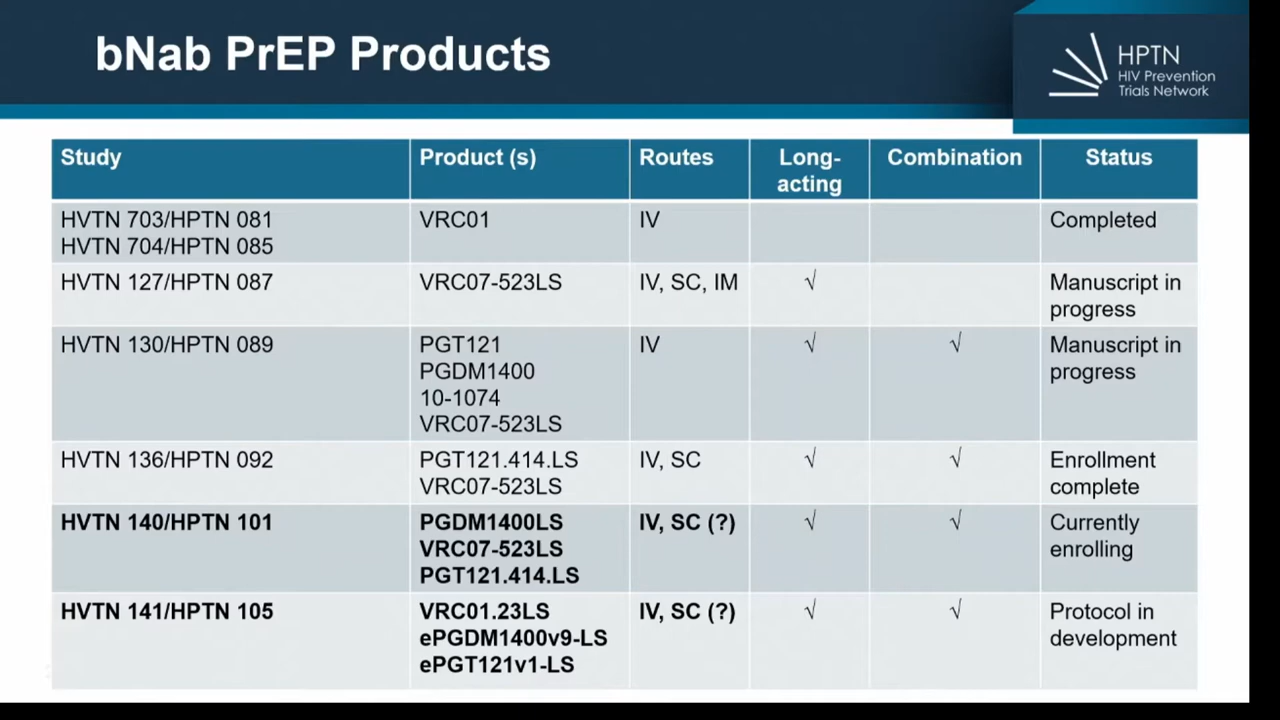 bNab PrEP Products
HPTN
HIV Prevention
Trials Network
Study Product (s) Routes Long-acting Combination Status
HVTN 703/HPTN 081 VRC01 IV Completed
HVTN 704/HPTN 085
HVTN 127/HPTN 087 VRC07-523LS IV, SC, IM √ Manuscript in
progress
HVTN 130/HPTN 089 PGT121 IV √ √ Manuscript in
PGDM1400 progress
10-1074
VRC07-523LS
HVTN 136/HPTN 092 PGT121.414.LS IV, SC √ √ Enrollment
VRC07-523LS complete
HVTN 140/HPTN 101 PGDM1400LS IV, SC (?) √ √ Currently
VRC07-523LS enrolling
PGT121.414.LS
HVTN 141/HPTN 105 VRC01.23LS IV, SC (?) √ √ Protocol in
ePGDM1400v9-LS development
ePGT121v1-LS